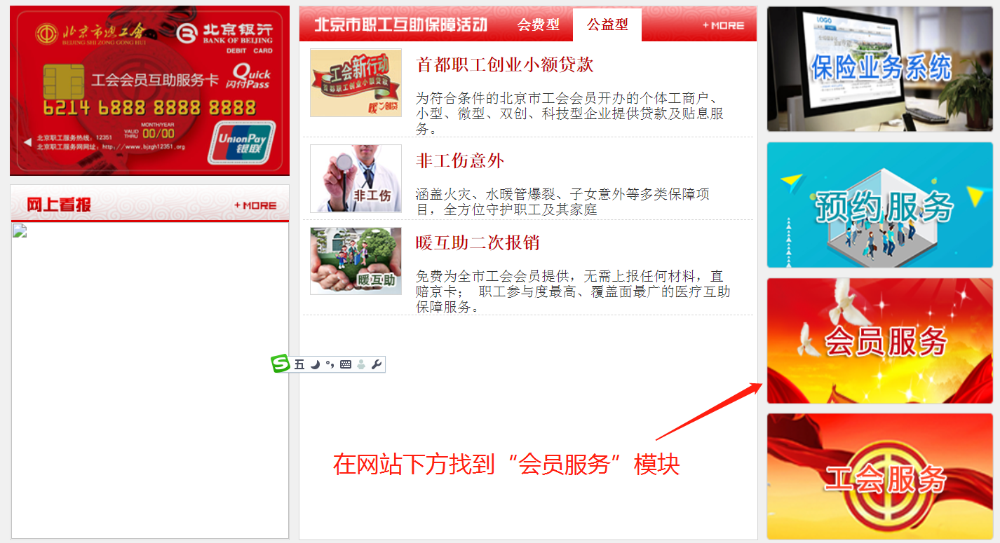 北京市總工會
BEIJING SHI ZONG GONG HUI
北京银行
BANK OF BEIJING
DEBIT CARD
工会会员互助服务卡
Quick Pass
闪付
6214 6888 8888 8888
MONTH/YEAR
VALID THRU 00/00
北京职工服务热线：12351
北京职工服务网网址：http://www.bjzgh12351.org
UnionPay
银联
网上看报
+MORE
北京市职工互助保障活动
会费型
公益型
+MORE
工会新行动
首都职工创业小额贷款
暖心创贷
首都职工创业小额贷款
为符合条件的北京市工会会员开办的个体工商户、
小型、微型、双创、科技型企业提供贷款及贴息服
务。
非工伤
非工伤意外
涵盖火灾、水暖管爆裂、子女意外等多类保障项
目，全方位守护职工及其家庭
暖互助
暖互助二次报销
免费为全市工会会员提供，无需上报任何材料，直
赔京卡； 职工参与度最高、覆盖面最广的医疗互助
保障服务。
五
在网站下方找到“会员服务”模块
LOGO
保险业务系统
预约服务
会员服务
工会服务